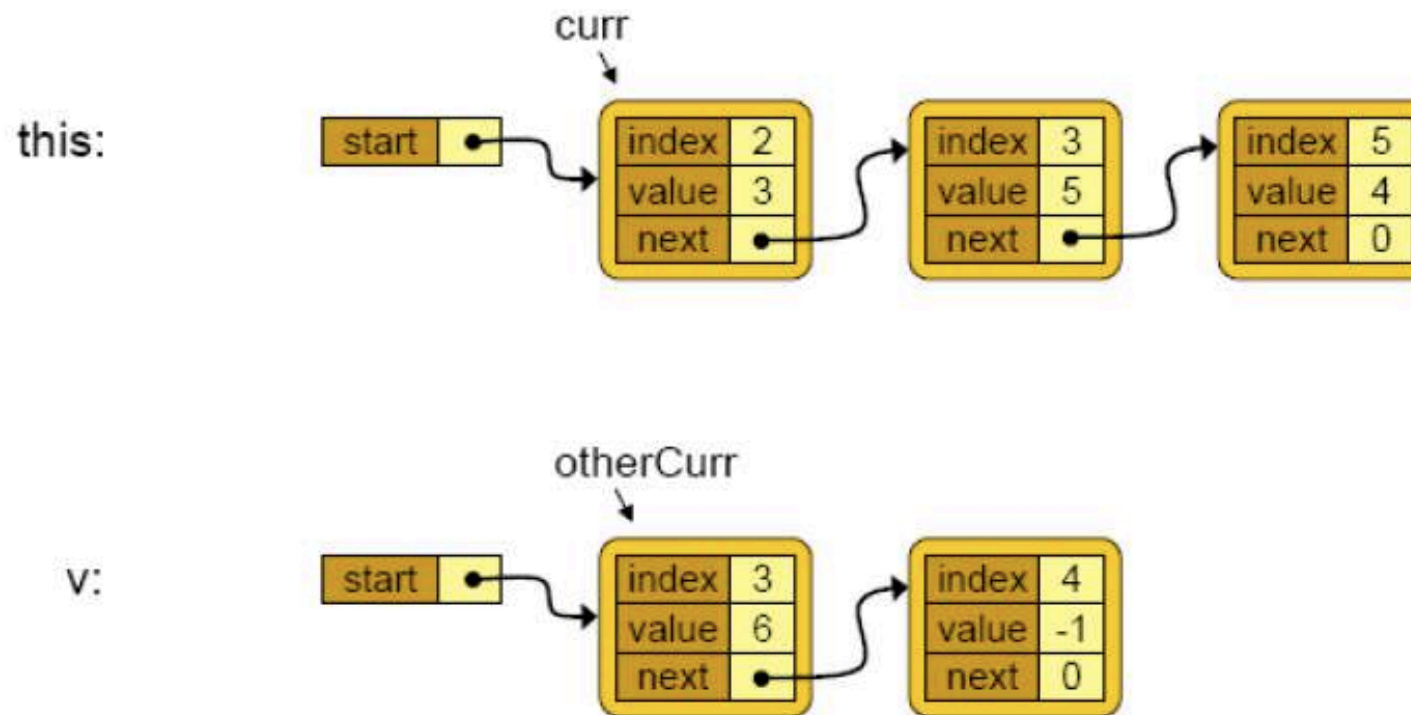 curr
this:
start
index 2
value 3
next
index 3
value 5
next
index 5
value 4
next 0
otherCurr
v:
start
index 3
value 6
next
index 4
value -1
next 0